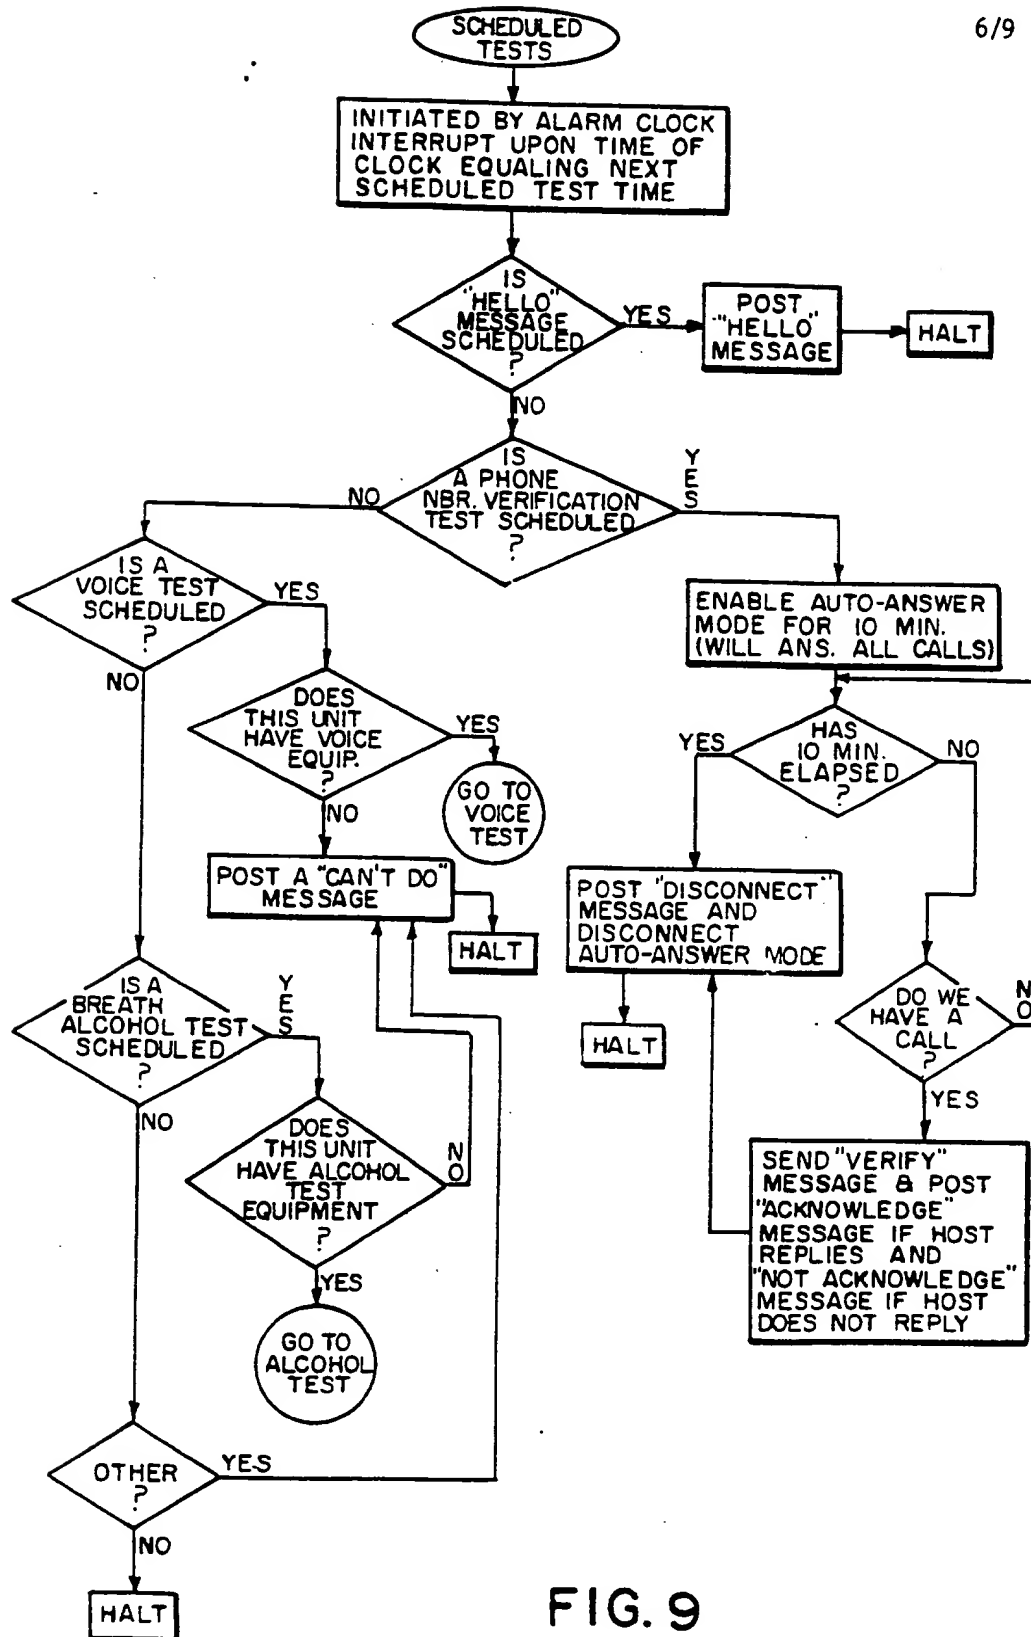 6/9
SCHEDULED
TESTS
INITIATED BY ALARM CLOCK
INTERRUPT UPON TIME OF
CLOCK EQUALING NEXT
SCHEDULED TEST TIME
IS
"HELLO"
MESSAGE
SCHEDULED
?
YES
POST
"HELLO"
MESSAGE
HALT
NO
IS
A PHONE
NBR. VERIFICATION
TEST SCHEDULED
?
NO
YES
IS A
VOICE TEST
SCHEDULED
?
YES
NO
DOES
THIS UNIT
HAVE VOICE
EQUIP.
?
YES
GO TO
VOICE
TEST
NO
POST A "CAN'T DO"
MESSAGE
HALT
ENABLE AUTO-ANSWER
MODE FOR 10 MIN.
(WILL ANS. ALL CALLS)
HAS
10 MIN.
ELAPSED
?
YES
NO
POST "DISCONNECT"
MESSAGE AND
DISCONNECT
AUTO-ANSWER MODE
HALT
DO WE
HAVE A
CALL
?
NO
YES
SEND "VERIFY"
MESSAGE & POST
"ACKNOWLEDGE"
MESSAGE IF HOST
REPLIES AND
"NOT ACKNOWLEDGE"
MESSAGE IF HOST
DOES NOT REPLY
IS A
BREATH
ALCOHOL TEST
SCHEDULED
?
YES
NO
DOES
THIS UNIT
HAVE ALCOHOL
TEST
EQUIPMENT
?
NO
YES
GO TO
ALCOHOL
TEST
OTHER
?
YES
NO
HALT
FIG. 9